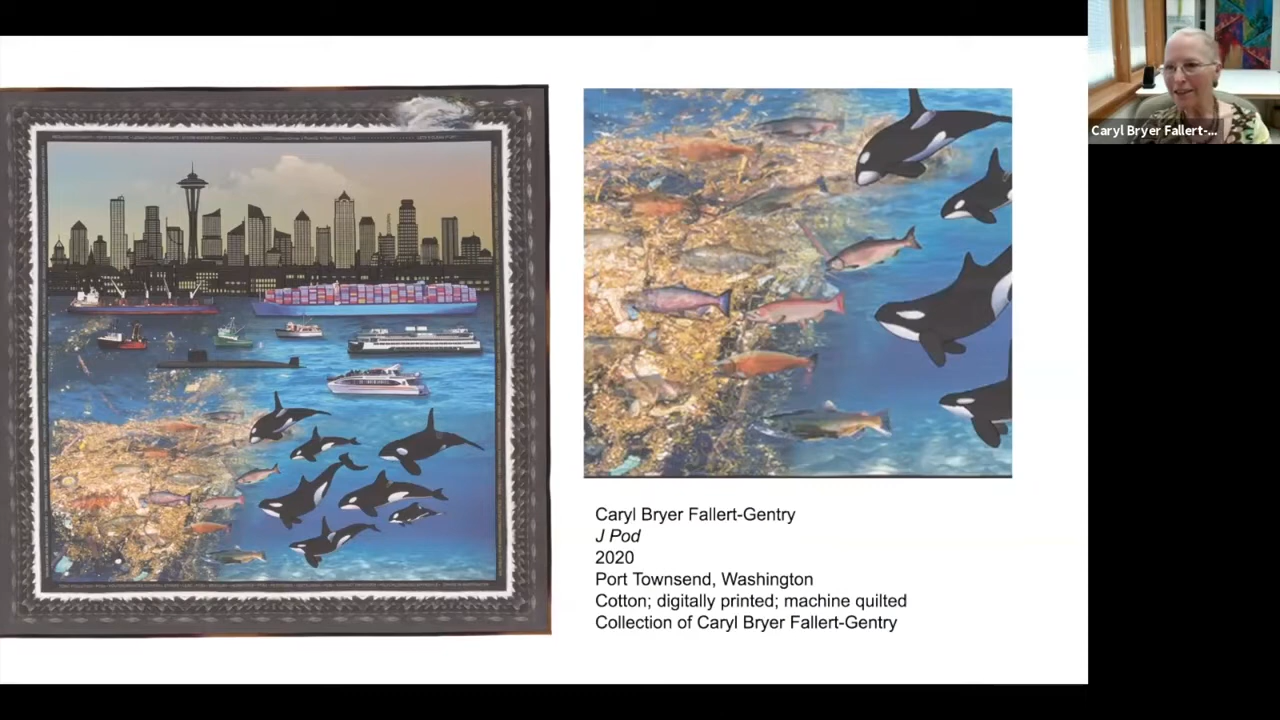 Caryl Bryer Fallert-...
Caryl Bryer Fallert-Gentry
J Pod
2020
Port Townsend, Washington
Cotton; digitally printed; machine quilted
Collection of Caryl Bryer Fallert-Gentry